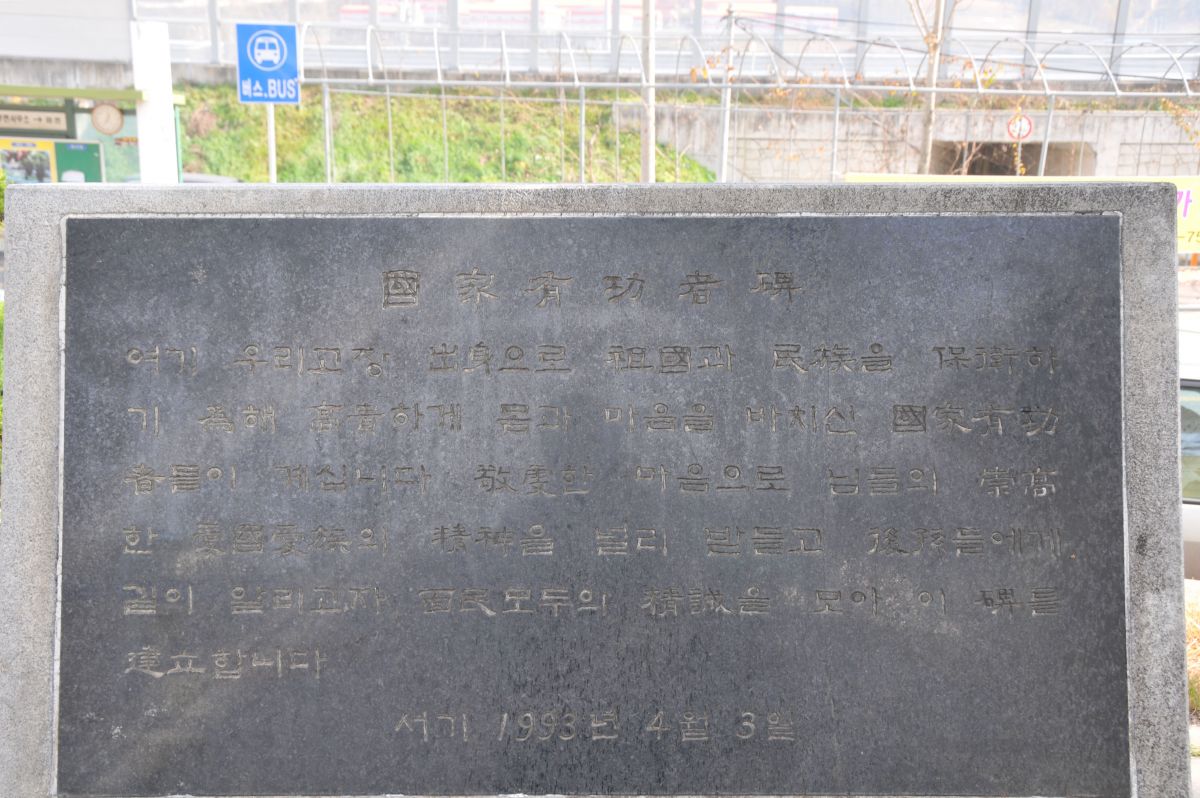 버스.BUS
國家有功者碑
여기 우리고장 出身으로 祖國과 民族을 保衛하
기 爲해 高貴하게 몸과 마음을 바치신 國家有功
者들이 계십니다 敬虔한 마음으로 님들의 崇高
한 愛國愛族의 精神을 널리 받들고 後孫들에게
길이 알리고자 面民모두의 精誠을 모아 이 碑를
建立합니다
서기 1993년 4월 3일